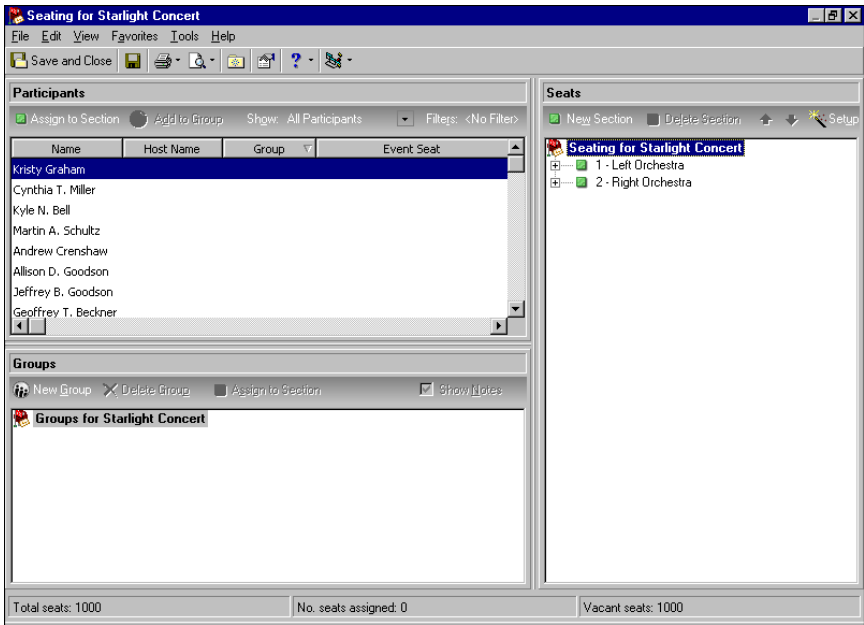 Seating for Starlight Concert
File Edit View Favorites Tools Help
Save and Close
Participants
Assign to Section Add to Group Show: All Participants Filters: <No Filter>
Name Host Name Group Event Seat
Kristy Graham
Cynthia T. Miller
Kyle N. Bell
Martin A. Schultz
Andrew Crenshaw
Allison D. Goodson
Jeffrey B. Goodson
Geoffrey T. Beckner
Groups
New Group Delete Group Assign to Section Show Notes
Groups for Starlight Concert
Seats
New Section Delete Section Setup
Seating for Starlight Concert
1 - Left Orchestra
2 - Right Orchestra
Total seats: 1000 No. seats assigned: 0 Vacant seats: 1000